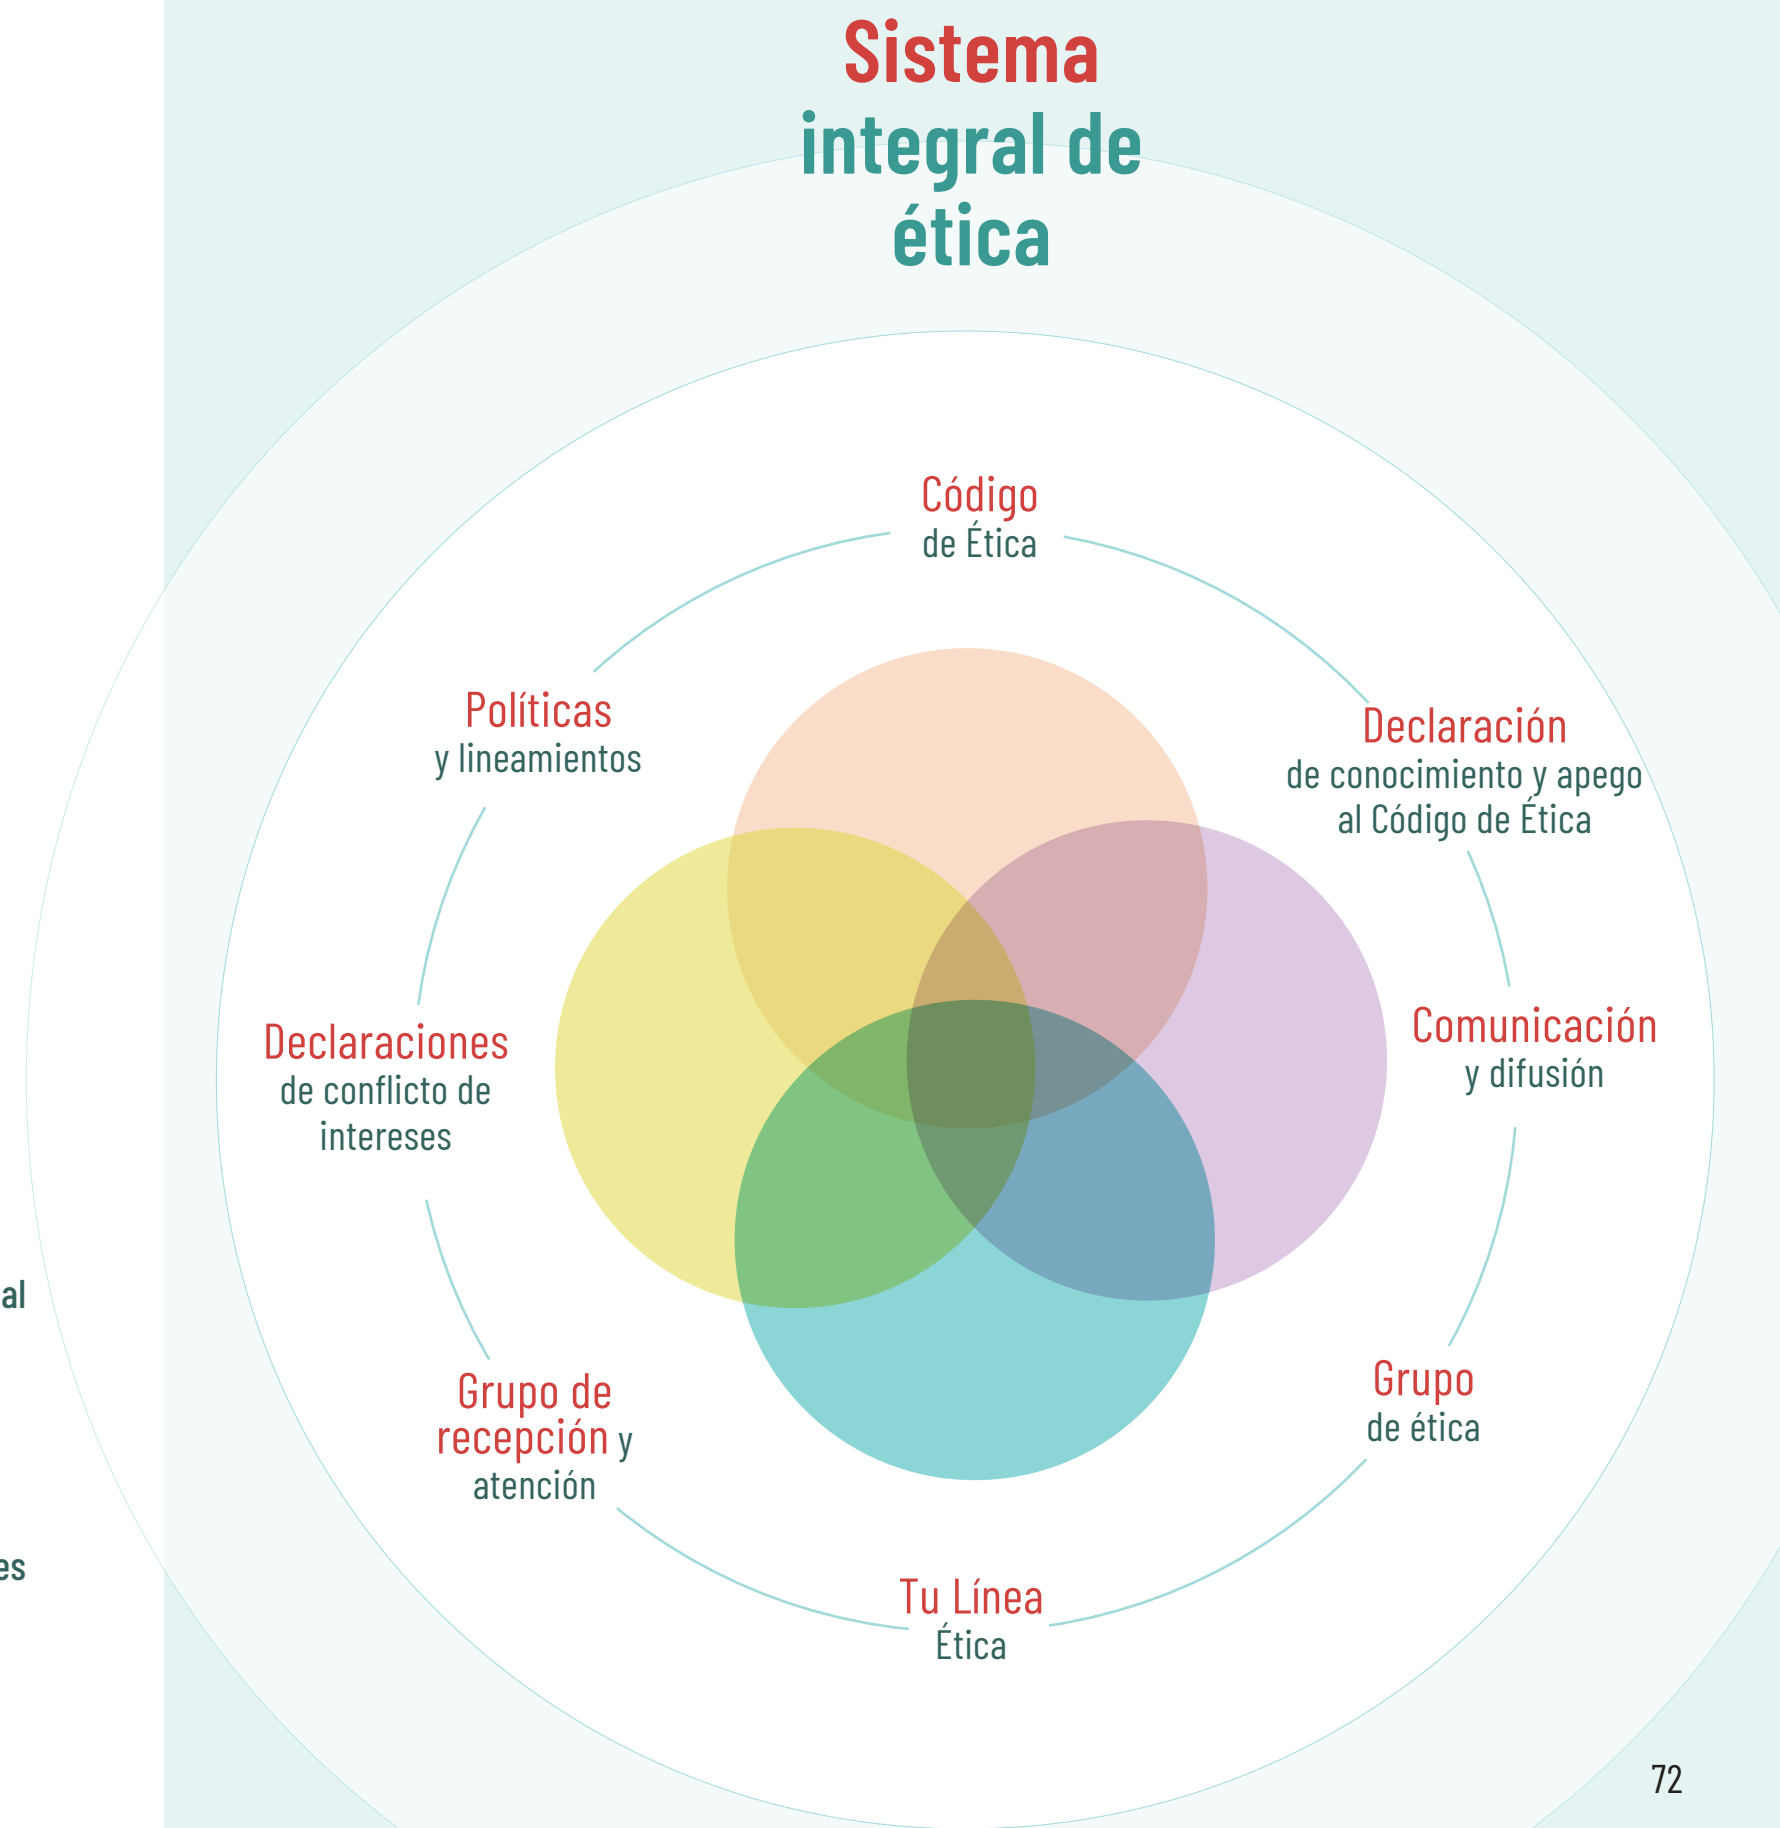 Sistema
integral de
ética
Código
de Ética
Declaración
de conocimiento y apego
al Código de Ética
Comunicación
y difusión
Grupo
de ética
Tu Línea
Ética
Grupo de
recepción y
atención
Declaraciones
de conflicto de
intereses
Políticas
y lineamientos
al
es
72